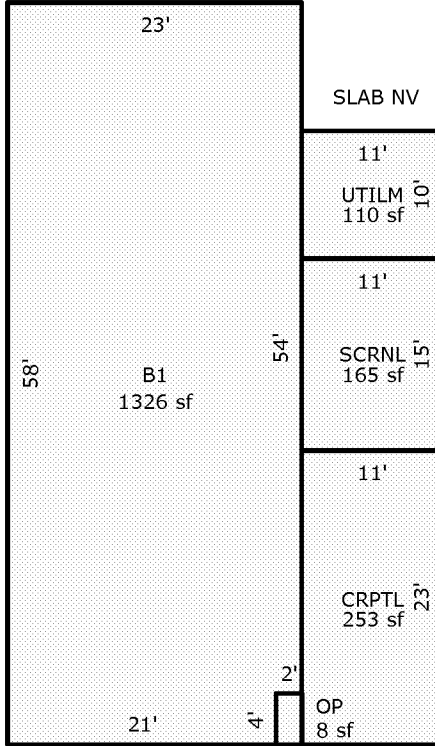 23'
SLAB NV
11'
UTILM
110 sf
10'
11'
54'
SCRNL
165 sf
15'
58'
B1
1326 sf
11'
CRPTL
253 sf
23'
2'
4'
OP
8 sf
21'